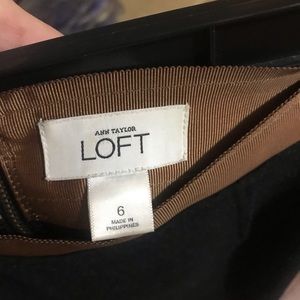 ANN TAYLOR
LOFT
6
MADE IN
PHILIPPINES